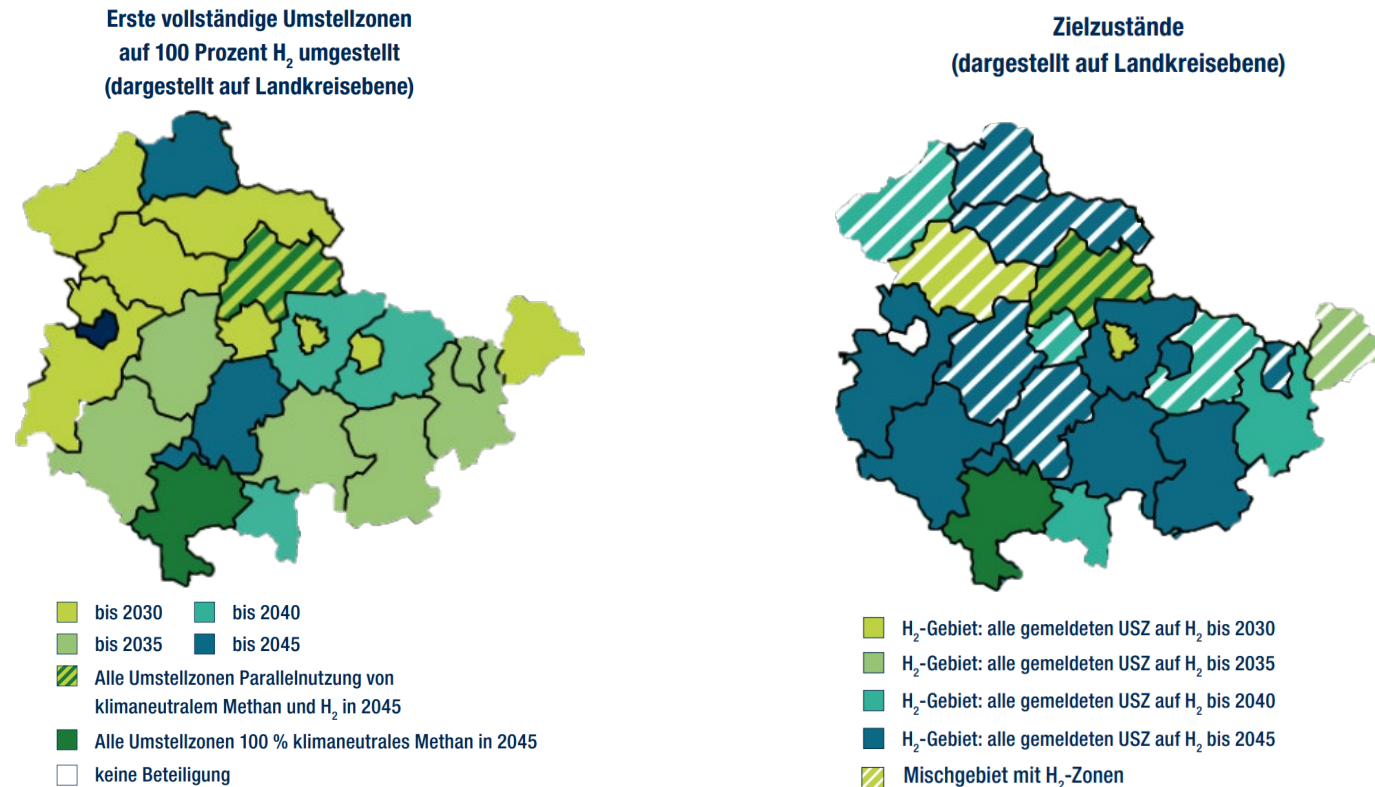 Erste vollständige Umstellzonen
auf 100 Prozent H₂ umgestellt
(dargestellt auf Landkreisebene)
bis 2030
bis 2040
bis 2035
bis 2045
Alle Umstellzonen Parallelnutzung von
klimaneutralem Methan und H₂ in 2045
Alle Umstellzonen 100 % klimaneutrales Methan in 2045
keine Beteiligung
Zielzustände
(dargestellt auf Landkreisebene)
H₂-Gebiet: alle gemeldeten USZ auf H₂ bis 2030
H₂-Gebiet: alle gemeldeten USZ auf H₂ bis 2035
H₂-Gebiet: alle gemeldeten USZ auf H₂ bis 2040
H₂-Gebiet: alle gemeldeten USZ auf H₂ bis 2045
Mischgebiet mit H₂-Zonen